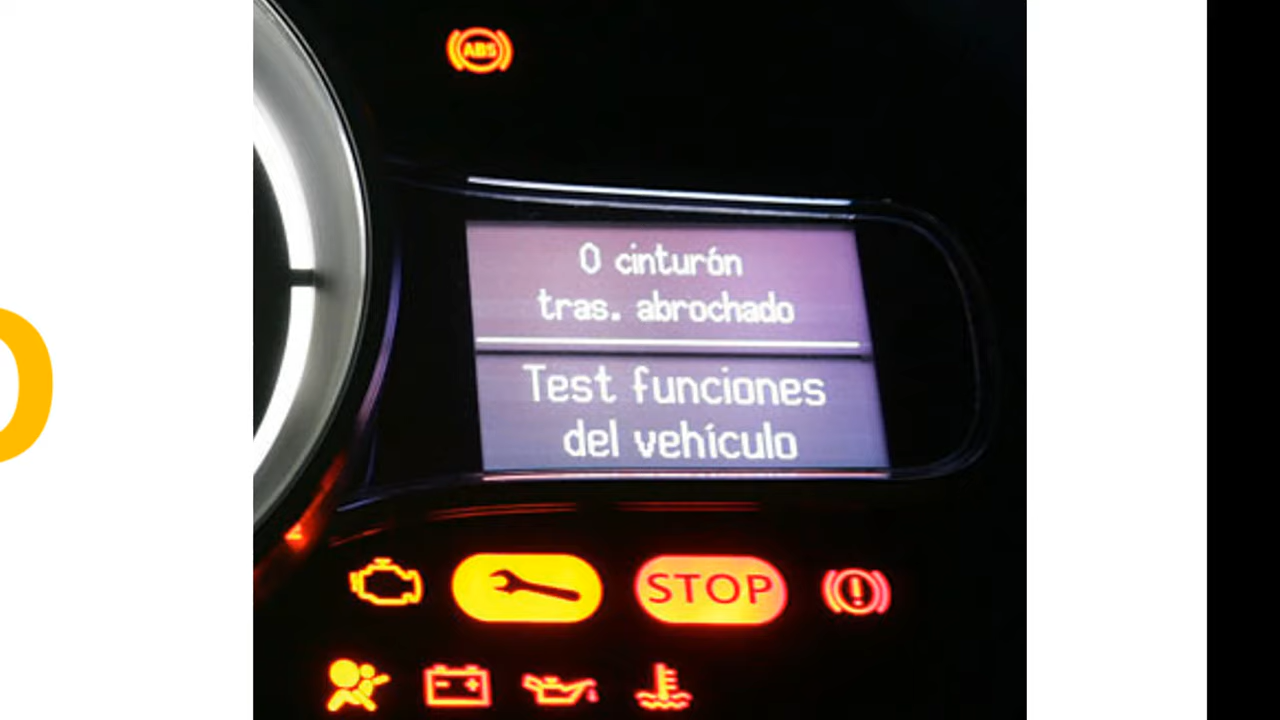 ABS
0 cinturón
tras. abrochado
Test funciones
del vehículo
STOP